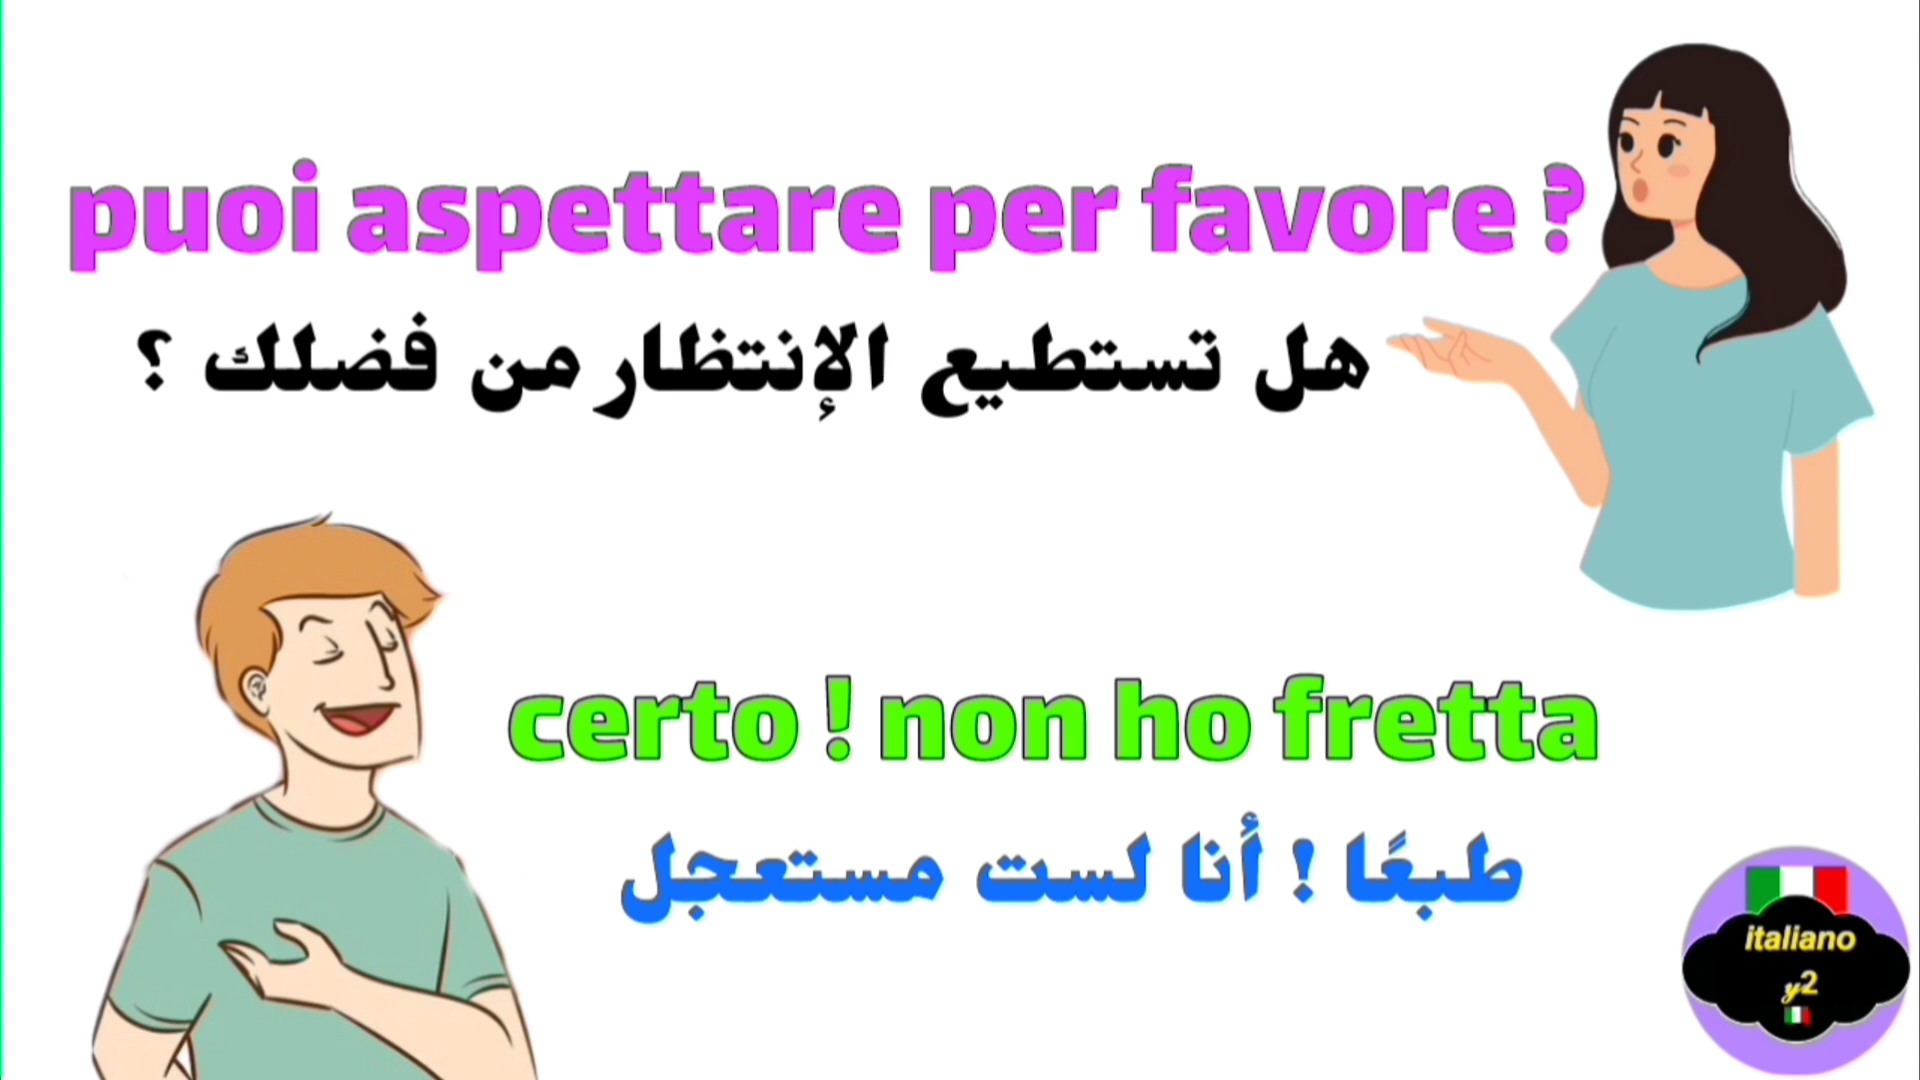 puoi aspettare per favore ?
هل تستطيع الإنتظار من فضلك ؟
certo ! non ho fretta
طبعًا ! أنا لست مستعجل
italiano
y2